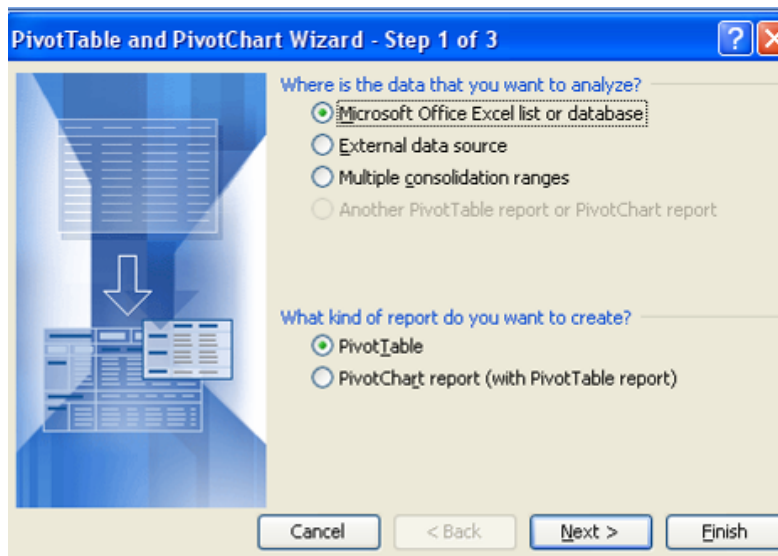 PivotTable and PivotChart Wizard - Step 1 of 3
?
Where is the data that you want to analyze?
Microsoft Office Excel list or database
External data source
Multiple consolidation ranges
Another PivotTable report or PivotChart report
What kind of report do you want to create?
PivotTable
PivotChart report (with PivotTable report)
Cancel
< Back
Next >
Finish